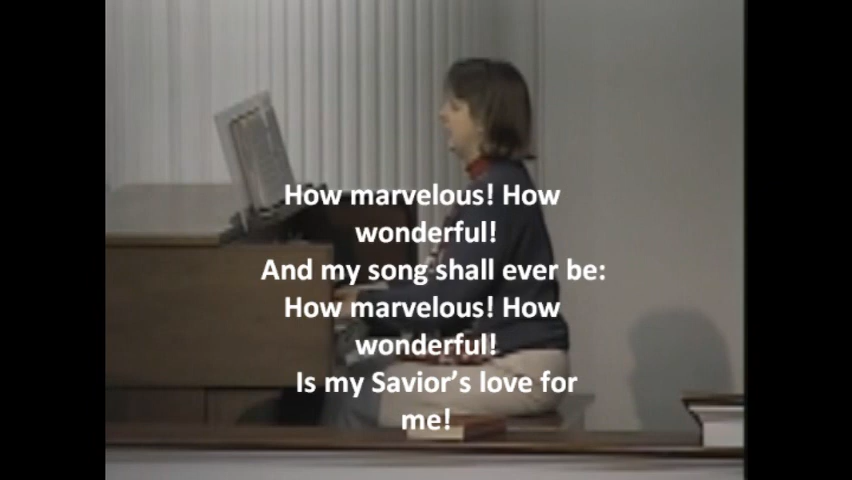 How marvelous! How
wonderful!
And my song shall ever be:
How marvelous! How
wonderful!
Is my Savior’s love for
me!